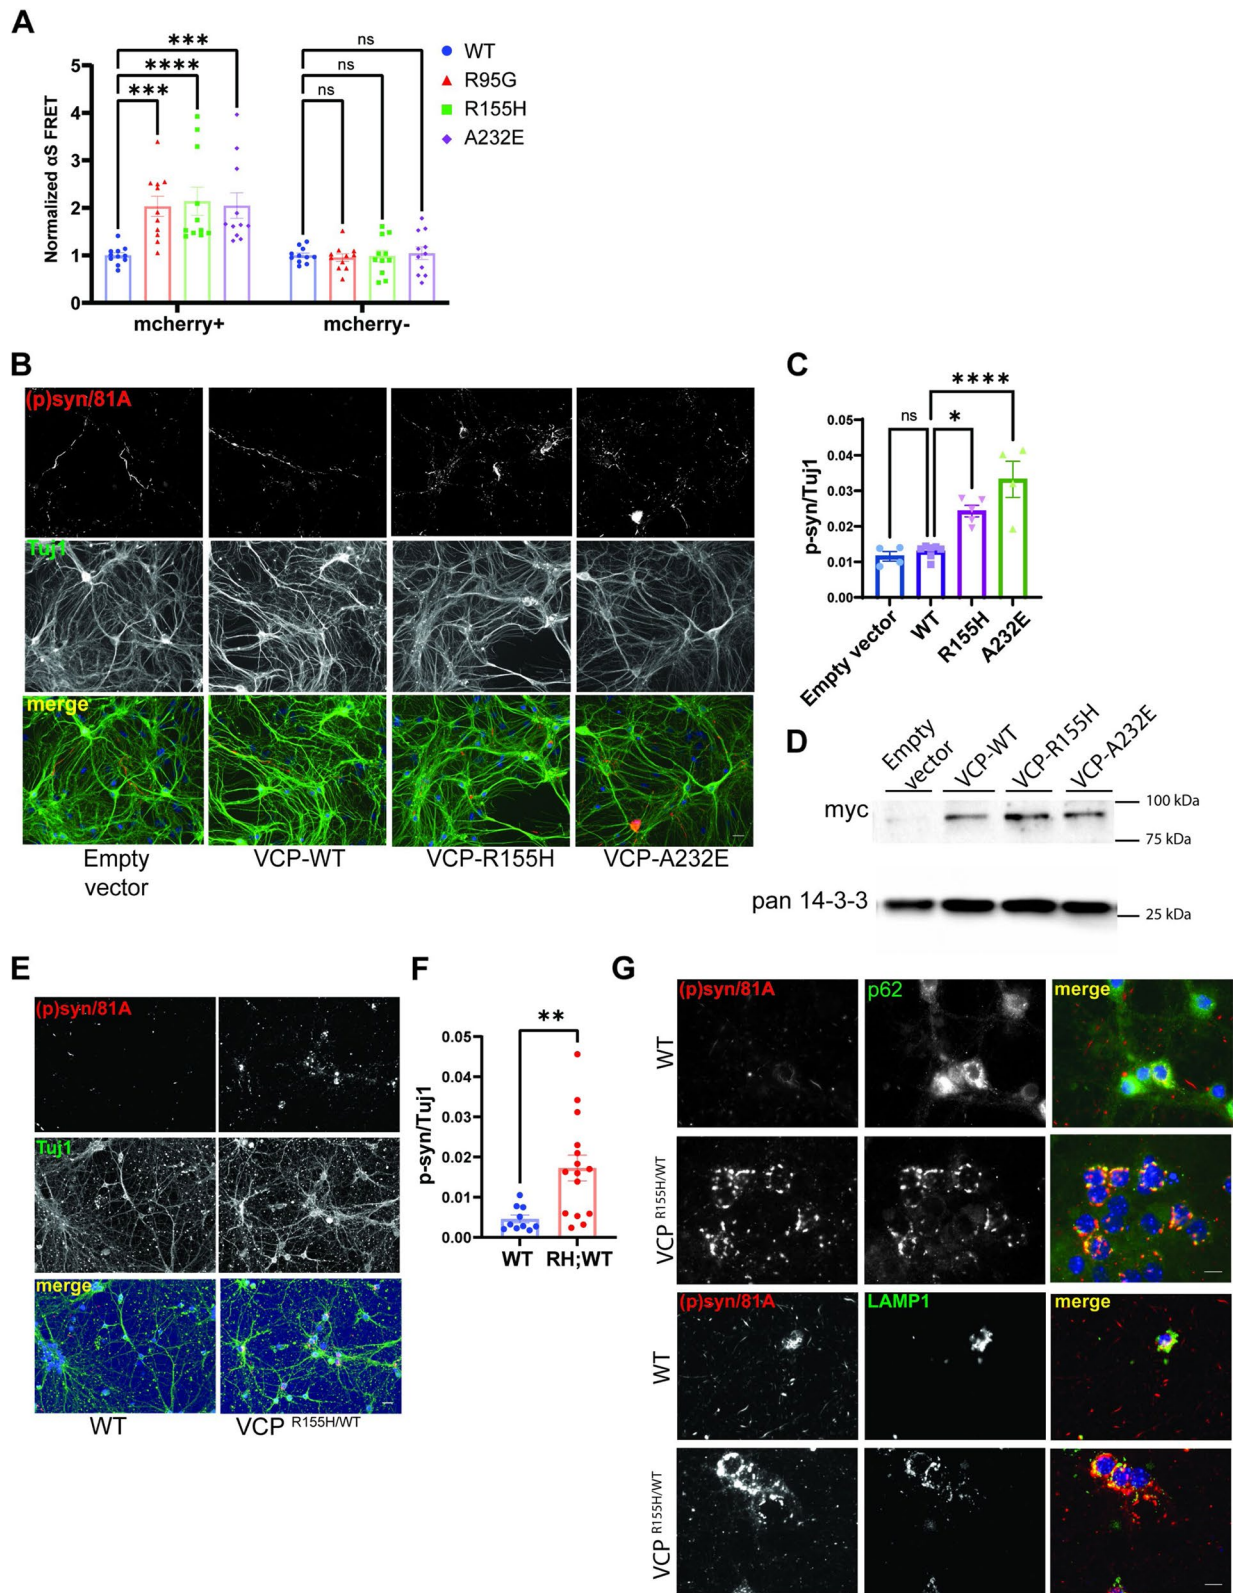 A
WT
R95G
R155H
A232E
***
****
***
ns
ns
ns
Normalized αS FRET
5
4
3
2
1
0
mcherry+
mcherry-
B
(p)syn/81A
Tuj1
merge
Empty
vector
VCP-WT
VCP-R155H
VCP-A232E
C
****
ns
*
p-syn/Tuj1
0.05
0.04
0.03
0.02
0.01
0.00
Empty vector
WT
R155H
A232E
D
Empty
vector
VCP-WT
VCP-R155H
VCP-A232E
myc
100 kDa
75 kDa
pan 14-3-3
25 kDa
E
(p)syn/81A
Tuj1
merge
WT
VCP R155H/WT
F
**
p-syn/Tuj1
0.05
0.04
0.03
0.02
0.01
0.00
WT
RH;WT
G
(p)syn/81A
p62
merge
WT
VCP R155H/WT
(p)syn/81A
LAMP1
merge
WT
VCP R155H/WT